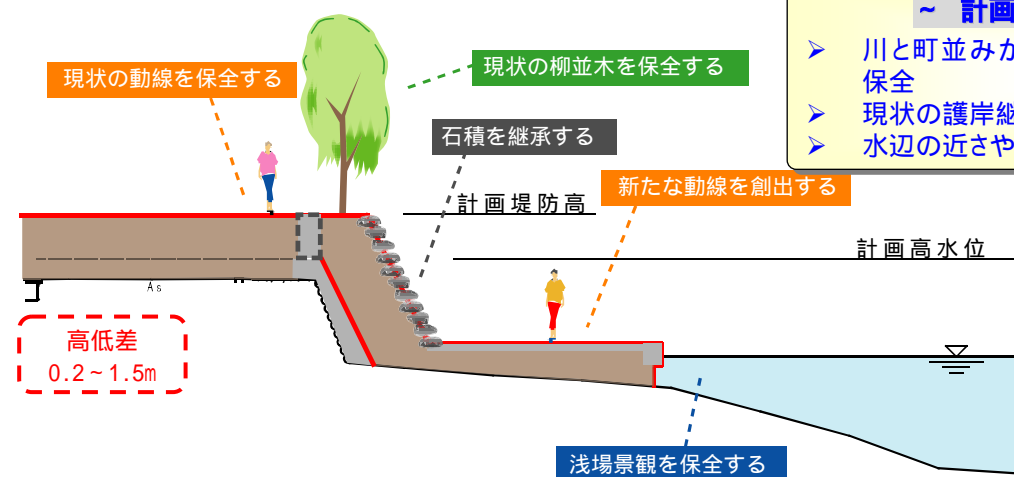 ~ 計画
➢ 川と町並みが
保全
➢ 現状の護岸継
➢ 水辺の近さや
現状の動線を保全する
現状の柳並木を保全する
石積を継承する
新たな動線を創出する
計画堤防高
計画高水位
As
高低差
0.2~1.5m
浅場景観を保全する